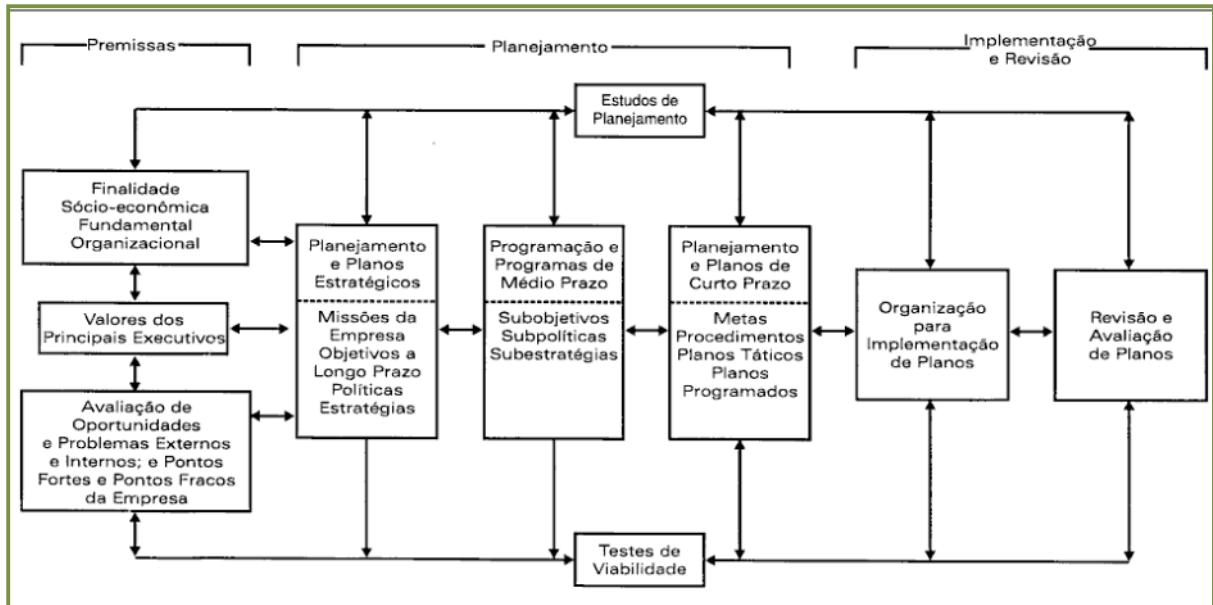 Premissas
Planejamento
Implementação
e Revisão
Estudos de
Planejamento
Finalidade
Sócio-econômica
Fundamental
Organizacional
Valores dos
Principais Executivos
Avaliação de
Oportunidades
e Problemas Externos
e Internos; e Pontos
Fortes e Pontos Fracos
da Empresa
Planejamento
e Planos
Estratégicos
Missões da
Empresa
Objetivos a
Longo Prazo
Políticas
Estratégias
Programação e
Programas de
Médio Prazo
Subobjetivos
Subpolíticas
Subestratégias
Planejamento
e Planos de
Curto Prazo
Metas
Procedimentos
Planos Táticos
Planos
Programados
Organização
para
Implementação
de Planos
Revisão e
Avaliação
de Planos
Testes de
Viabilidade